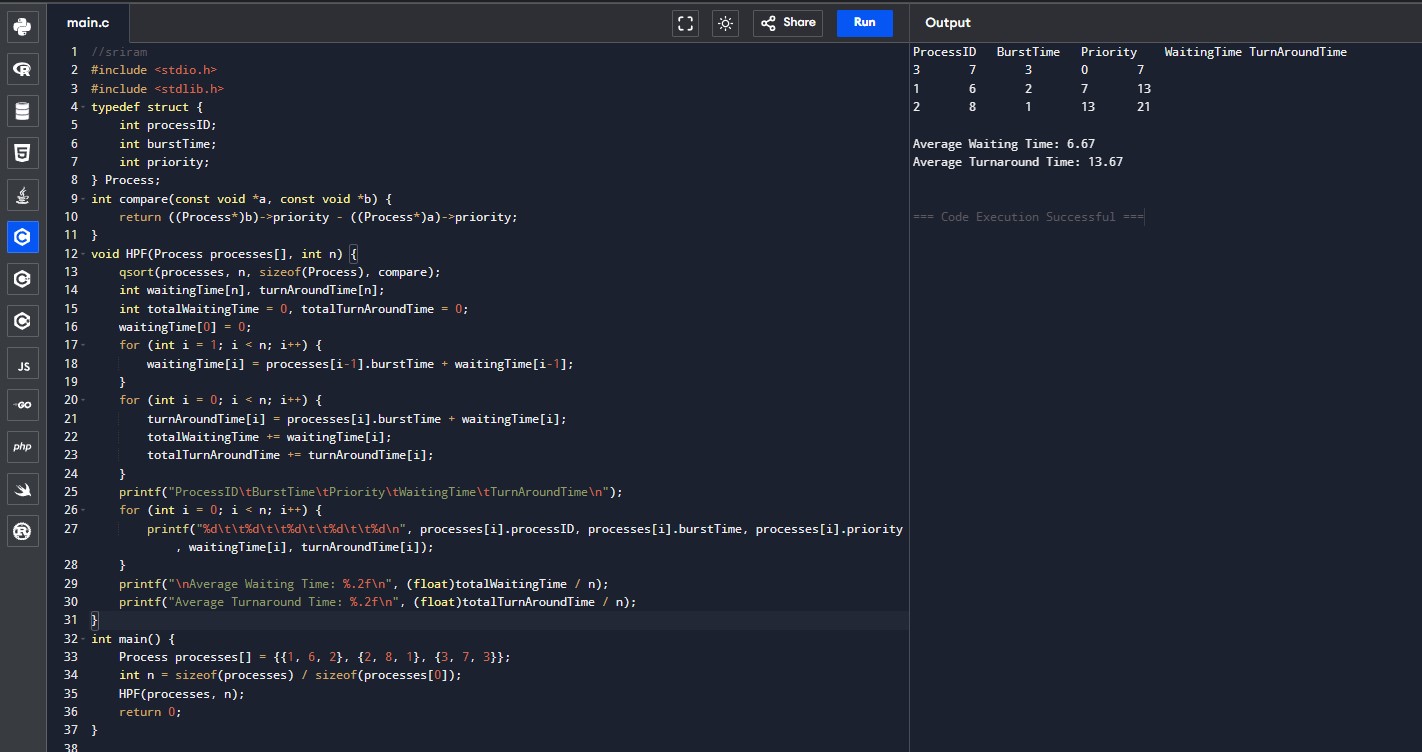 main.c
Share
Run
Output
1 //sriram
2 #include <stdio.h>
3 #include <stdlib.h>
4 typedef struct {
5     int processID;
6     int burstTime;
7     int priority;
8 } Process;
9 int compare(const void *a, const void *b) {
10     return ((Process*)b)->priority - ((Process*)a)->priority;
11 }
12 void HPF(Process processes[], int n) {
13     qsort(processes, n, sizeof(Process), compare);
14     int waitingTime[n], turnAroundTime[n];
15     int totalWaitingTime = 0, totalTurnAroundTime = 0;
16     waitingTime[0] = 0;
17     for (int i = 1; i < n; i++) {
18         waitingTime[i] = processes[i-1].burstTime + waitingTime[i-1];
19     }
20     for (int i = 0; i < n; i++) {
21         turnAroundTime[i] = processes[i].burstTime + waitingTime[i];
22         totalWaitingTime += waitingTime[i];
23         totalTurnAroundTime += turnAroundTime[i];
24     }
25     printf("ProcessID\tBurstTime\tPriority\tWaitingTime\tTurnAroundTime\n");
26     for (int i = 0; i < n; i++) {
27         printf("%d\t\t%d\t\t%d\t\t%d\t\t%d\n", processes[i].processID, processes[i].burstTime, processes[i].priority
, waitingTime[i], turnAroundTime[i]);
28     }
29     printf("\nAverage Waiting Time: %.2f\n", (float)totalWaitingTime / n);
30     printf("Average Turnaround Time: %.2f\n", (float)totalTurnAroundTime / n);
31 }
32 int main() {
33     Process processes[] = {{1, 6, 2}, {2, 8, 1}, {3, 7, 3}};
34     int n = sizeof(processes) / sizeof(processes[0]);
35     HPF(processes, n);
36     return 0;
37 }
38
ProcessID BurstTime Priority WaitingTime TurnAroundTime
3 7 3 0 7
1 6 2 7 13
2 8 1 13 21
Average Waiting Time: 6.67
Average Turnaround Time: 13.67
=== Code Execution Successful ===
R
5
C
C
C
JS
GO
php
R